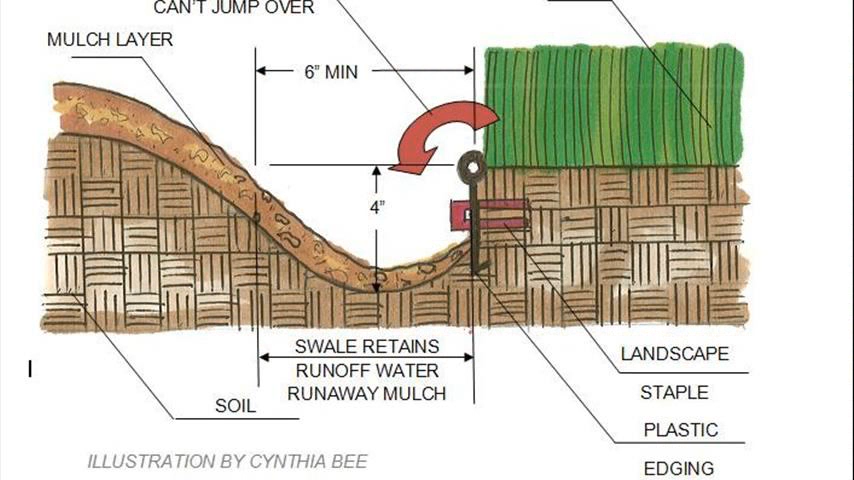 CAN'T JUMP OVER
MULCH LAYER
6" MIN
4"
SWALE RETAINS
RUNOFF WATER
RUNAWAY MULCH
SOIL
LANDSCAPE
STAPLE
PLASTIC
EDGING
ILLUSTRATION BY CYNTHIA BEE